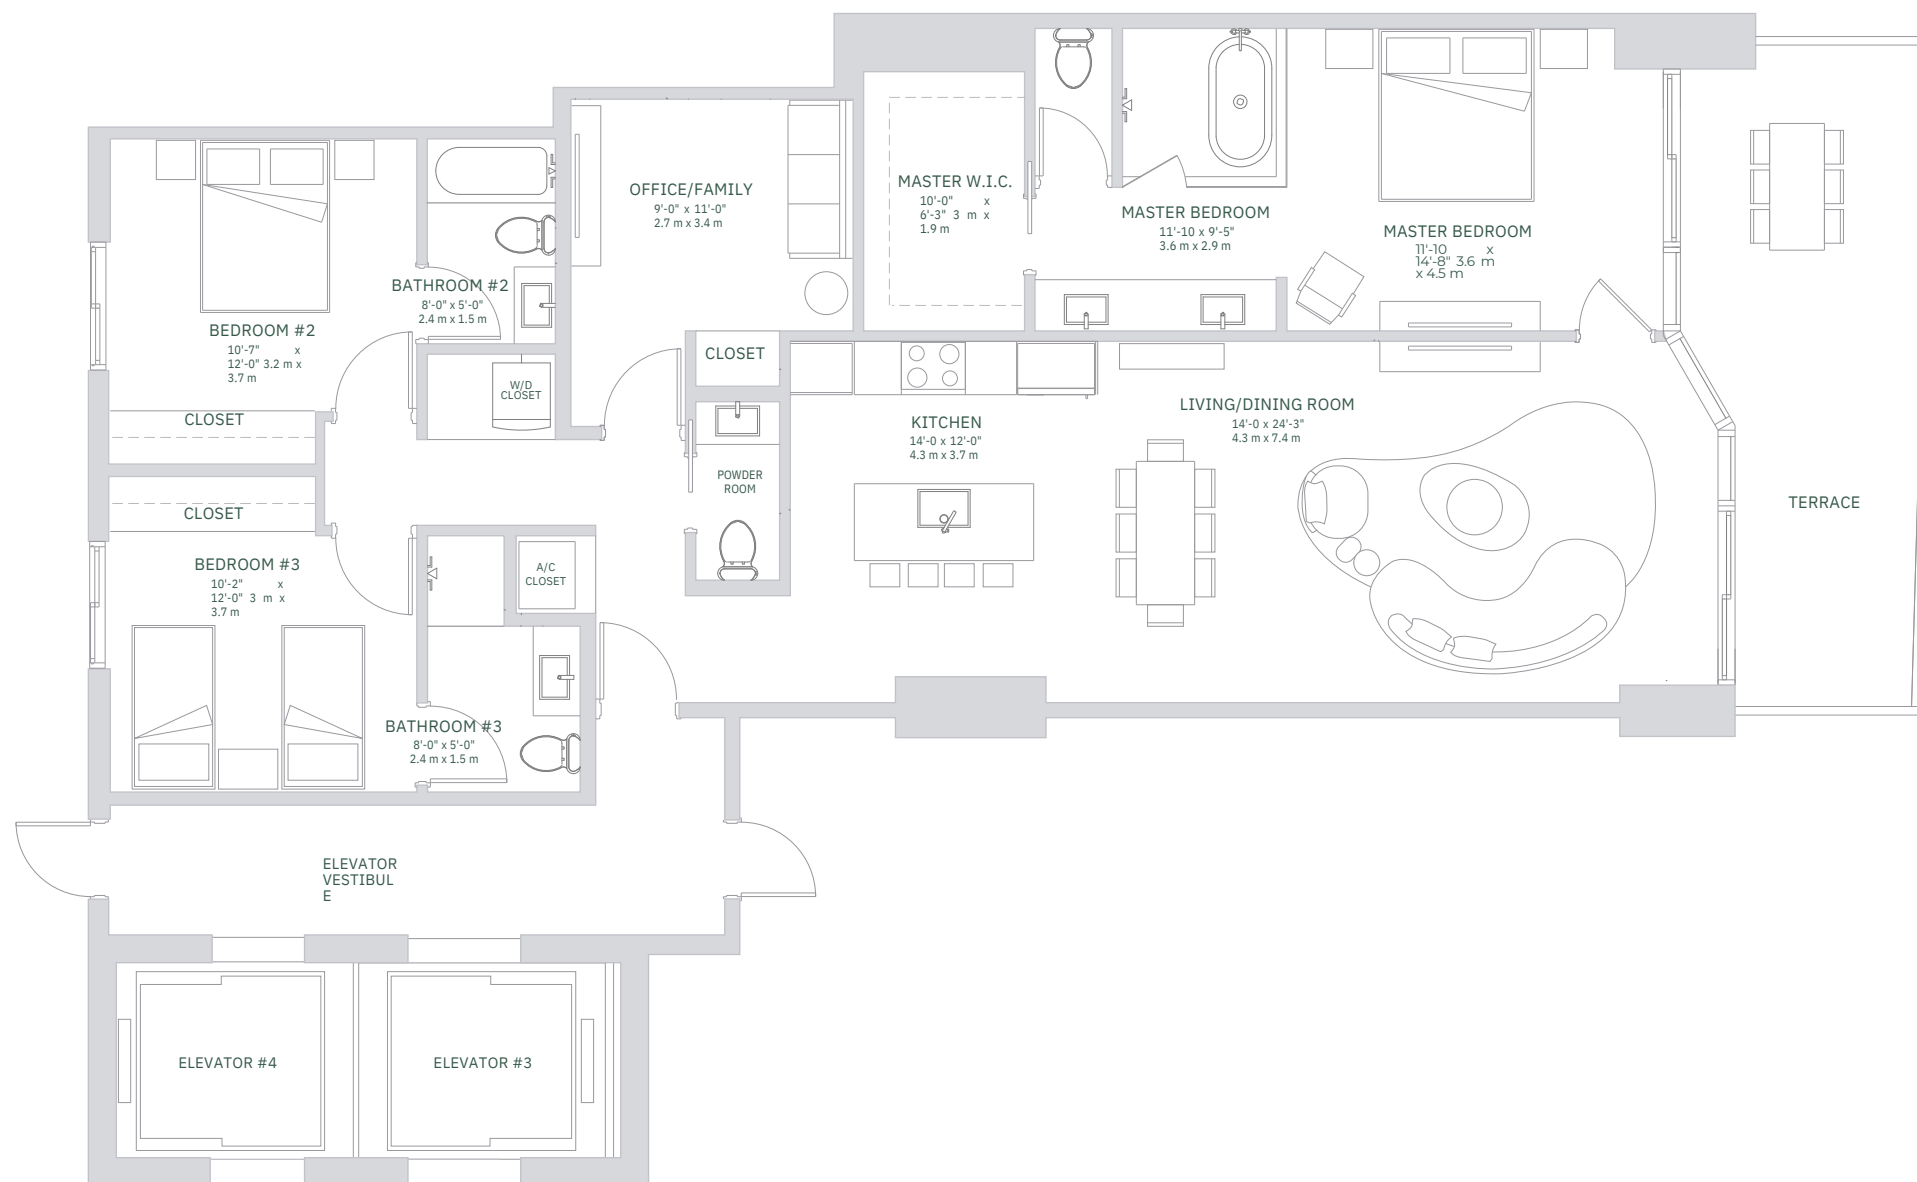 OFFICE/FAMILY
9'-0" x 11'-0"
2.7 m x 3.4 m
MASTER W.I.C.
10'-0" x
6'-3" 3 m x
1.9 m
MASTER BEDROOM
11'-10 x 9'-5"
3.6 m x 2.9 m
MASTER BEDROOM
11'-10 x
14'-8" 3.6 m
x 4.5 m
BATHROOM #2
8'-0" x 5'-0"
2.4 m x 1.5 m
BEDROOM #2
10'-7" x
12'-0" 3.2 m x
3.7 m
CLOSET
W/D
CLOSET
CLOSET
KITCHEN
14'-0 x 12'-0"
4.3 m x 3.7 m
LIVING/DINING ROOM
14'-0 x 24'-3"
4.3 m x 7.4 m
POWDER
ROOM
TERRACE
CLOSET
BEDROOM #3
10'-2" x
12'-0" 3 m x
3.7 m
A/C
CLOSET
BATHROOM #3
8'-0" x 5'-0"
2.4 m x 1.5 m
ELEVATOR
VESTIBUL
E
ELEVATOR #4
ELEVATOR #3